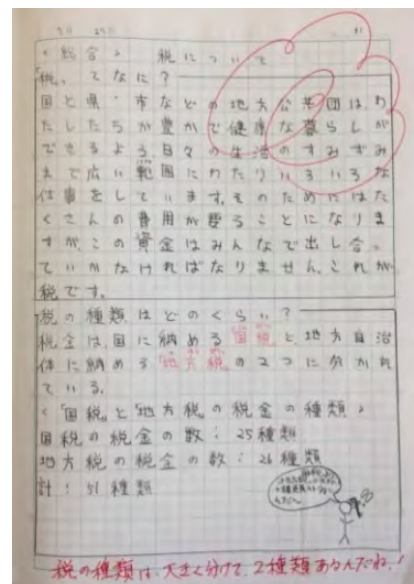 <総合> 税について
「税」ってなに？
国と県・市などの地方公共団は、わ
たしたちが豊かで健康な暮らしが
できるよう、日々の生活のすみずみ
まで広い範囲にわたりいろいろな
仕事をしています。そのためにはた
くさんの費用が要ることになりま
すが、この資金はみんなで出し合っ
ていかなければなりません。これが
税です。
税の種類はどのくらい？
税金は、国に納める「国税」と、地方自治
体に納める「地方税」の2つに分かれ
ている。
<「国税」と「地方税」の税金の種類>
国税の税金の数：25種類
地方税の税金の数：26種類
計：51種類
税の種類は、大きく分けて、2種類あるんだね！